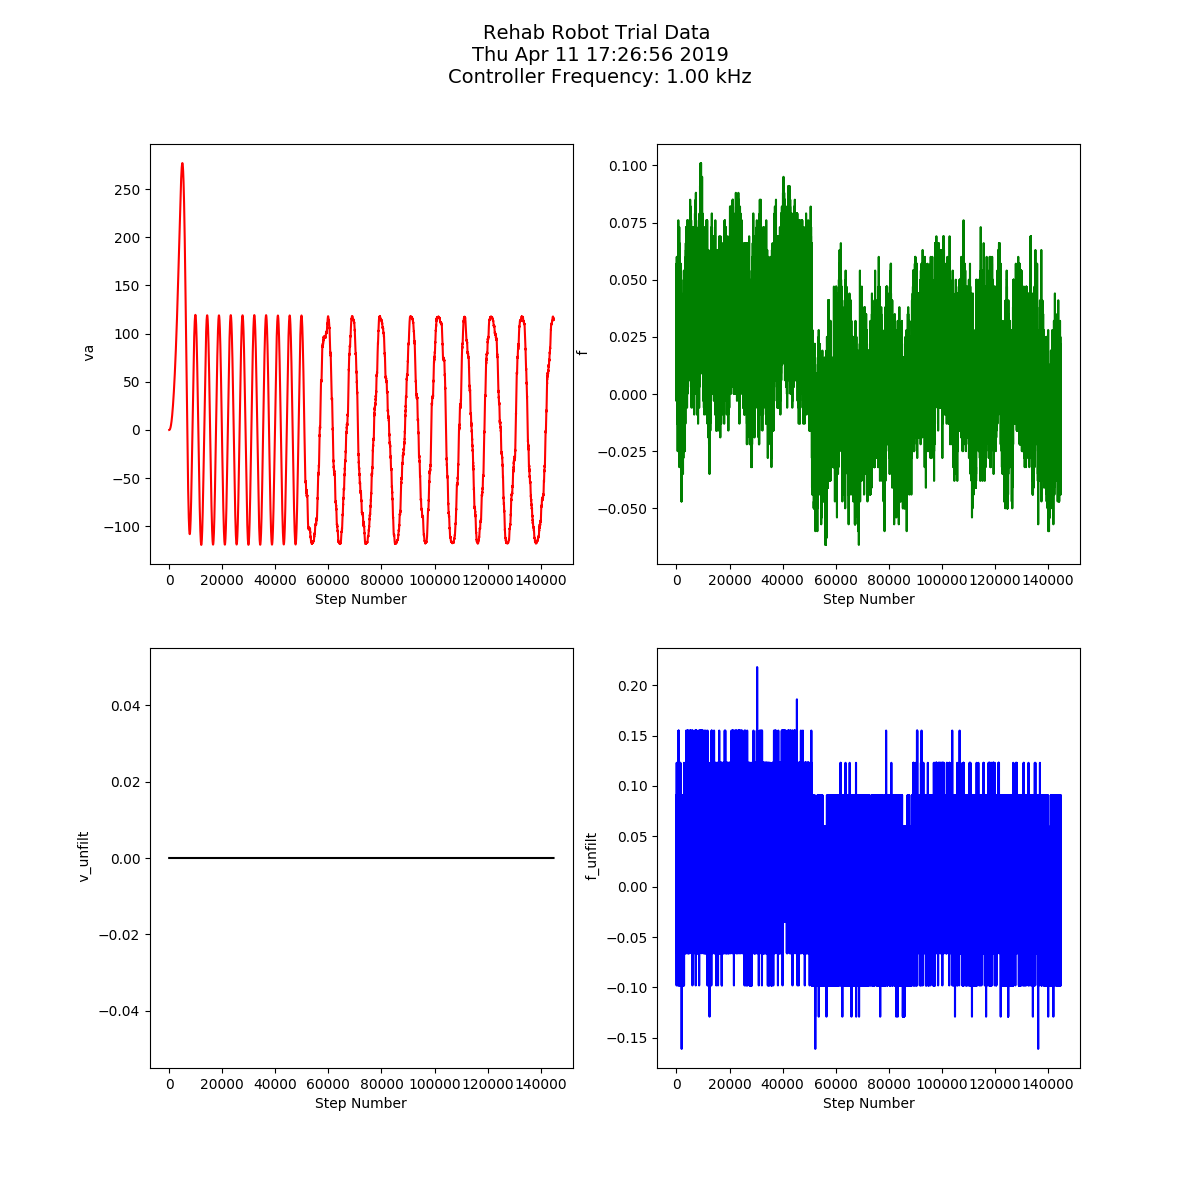 Rehab Robot Trial Data
Thu Apr 11 17:26:56 2019
Controller Frequency: 1.00 kHz
va
250
200
150
100
50
0
−50
−100
0 20000 40000 60000 80000 100000 120000 140000
Step Number
f
0.100
0.075
0.050
0.025
0.000
−0.025
−0.050
0 20000 40000 60000 80000 100000 120000 140000
Step Number
v_unfilt
0.04
0.02
0.00
−0.02
−0.04
0 20000 40000 60000 80000 100000 120000 140000
Step Number
f_unfilt
0.20
0.15
0.10
0.05
0.00
−0.05
−0.10
−0.15
0 20000 40000 60000 80000 100000 120000 140000
Step Number